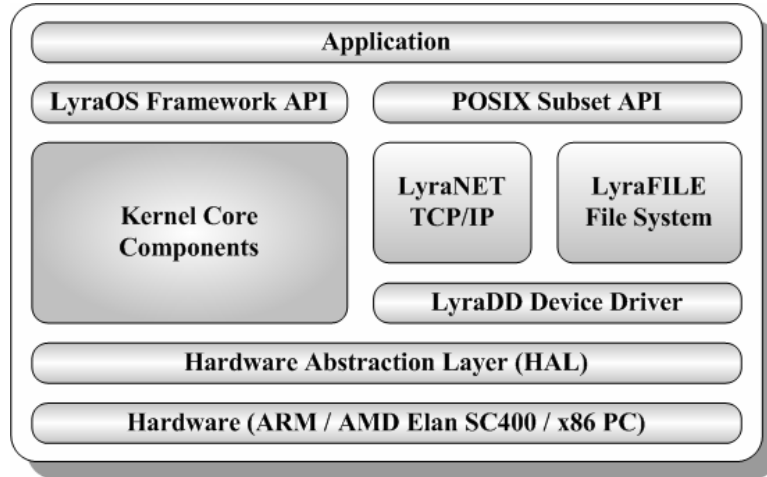 Application
LyraOS Framework API
POSIX Subset API
Kernel Core
Components
LyraNET
TCP/IP
LyraFILE
File System
LyraDD Device Driver
Hardware Abstraction Layer (HAL)
Hardware (ARM / AMD Elan SC400 / x86 PC)